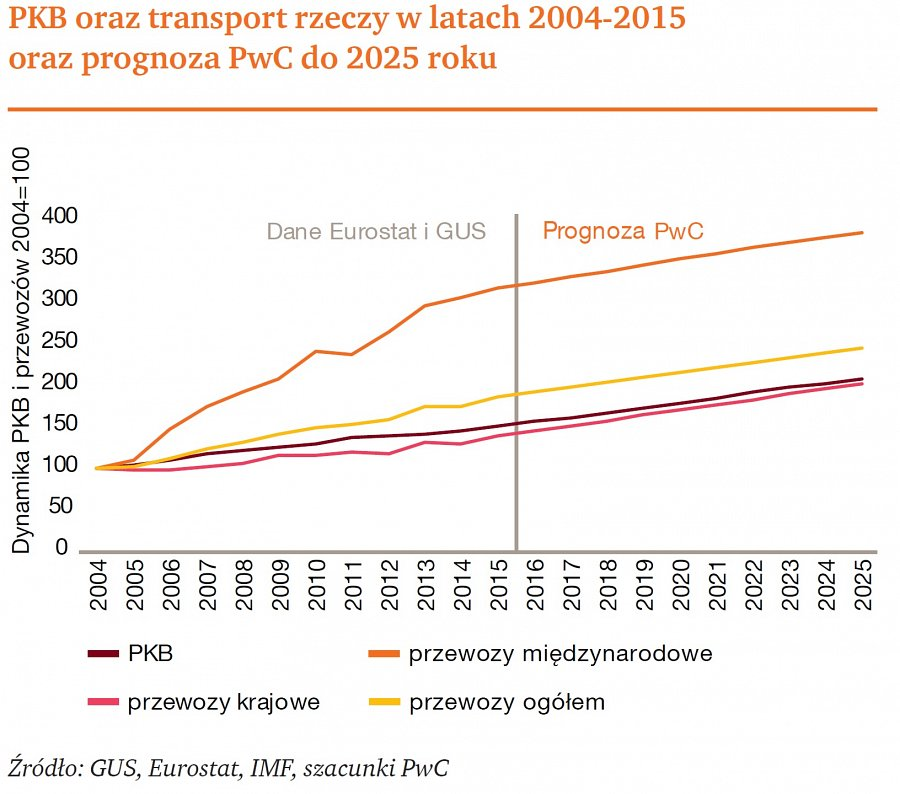 PKB oraz transport rzeczy w latach 2004-2015
oraz prognoza PwC do 2025 roku
Dynamika PKB i przewozów 2004=100
400
350
300
250
200
150
100
50
0
Dane Eurostat i GUS
Prognoza PwC
2004 2005 2006 2007 2008 2009 2010 2011 2012 2013 2014 2015 2016 2017 2018 2019 2020 2021 2022 2023 2024 2025
PKB
przewozy międzynarodowe
przewozy krajowe
przewozy ogółem
Źródło: GUS, Eurostat, IMF, szacunki PwC